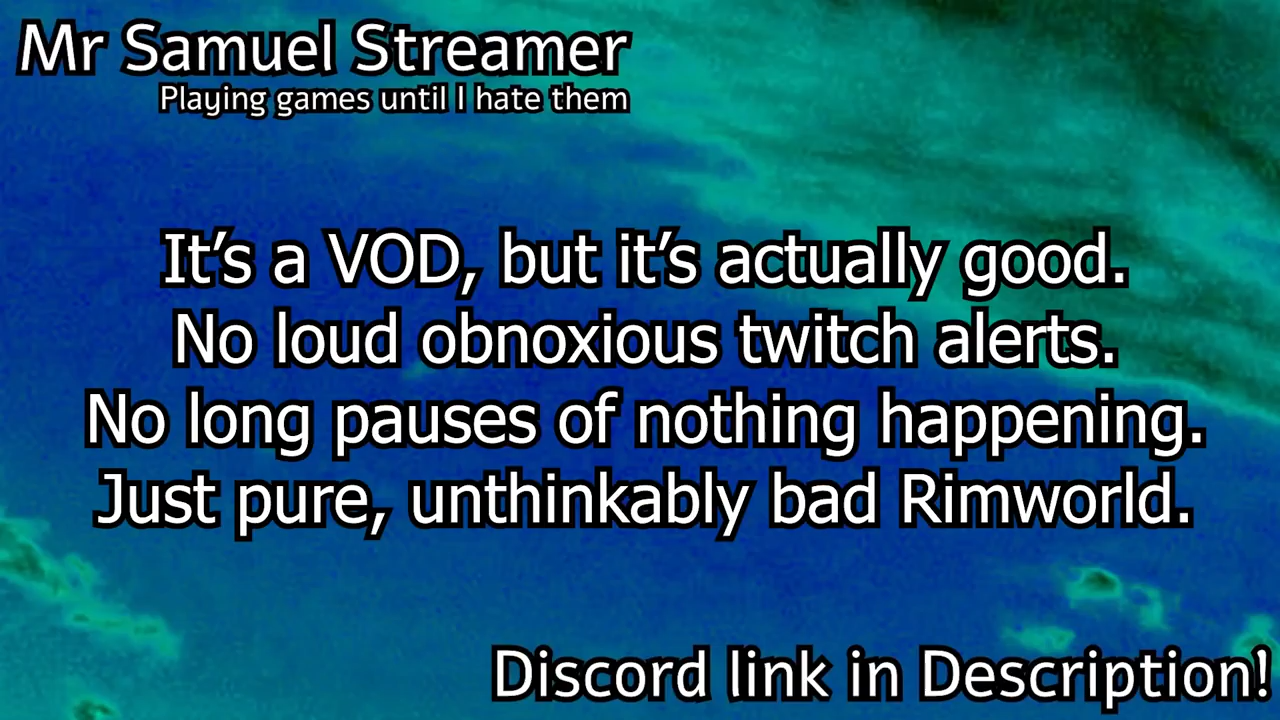 Mr Samuel Streamer
Playing games until I hate them
It’s a VOD, but it’s actually good.
No loud obnoxious twitch alerts.
No long pauses of nothing happening.
Just pure, unthinkably bad Rimworld.
Discord link in Description!